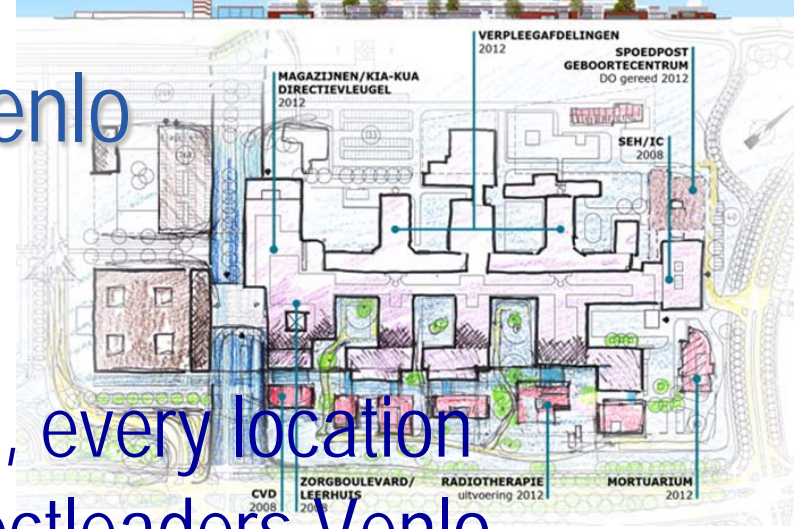 VERPLEEGAFDELINGEN
2012
SPOEDPOST
GEBOORTECENTRUM
DO gereed 2012
MAGAZIJNEN/KIA-KUA
DIRECTIEVLEUGEL
2012
enlo
SEH/IC
2008
, every location
CVD
2008
ZORGBOULEVARD/
LEERHUIS
2008
RADIOTHERAPIE
uitvoering 2012
MORTUARIUM
2012
ectleaders Venlo